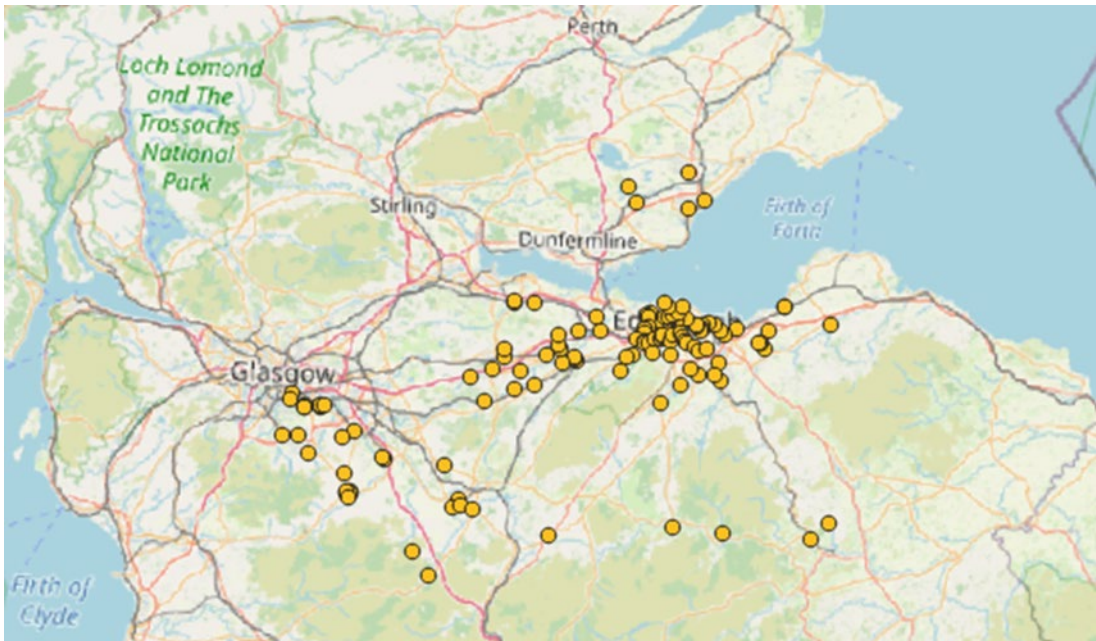 Perth
Loch Lomond
and The
Trossachs
National
Park
Stirling
Firth of
Forth
Dunfermline
Glasgow
Firth of
Clyde